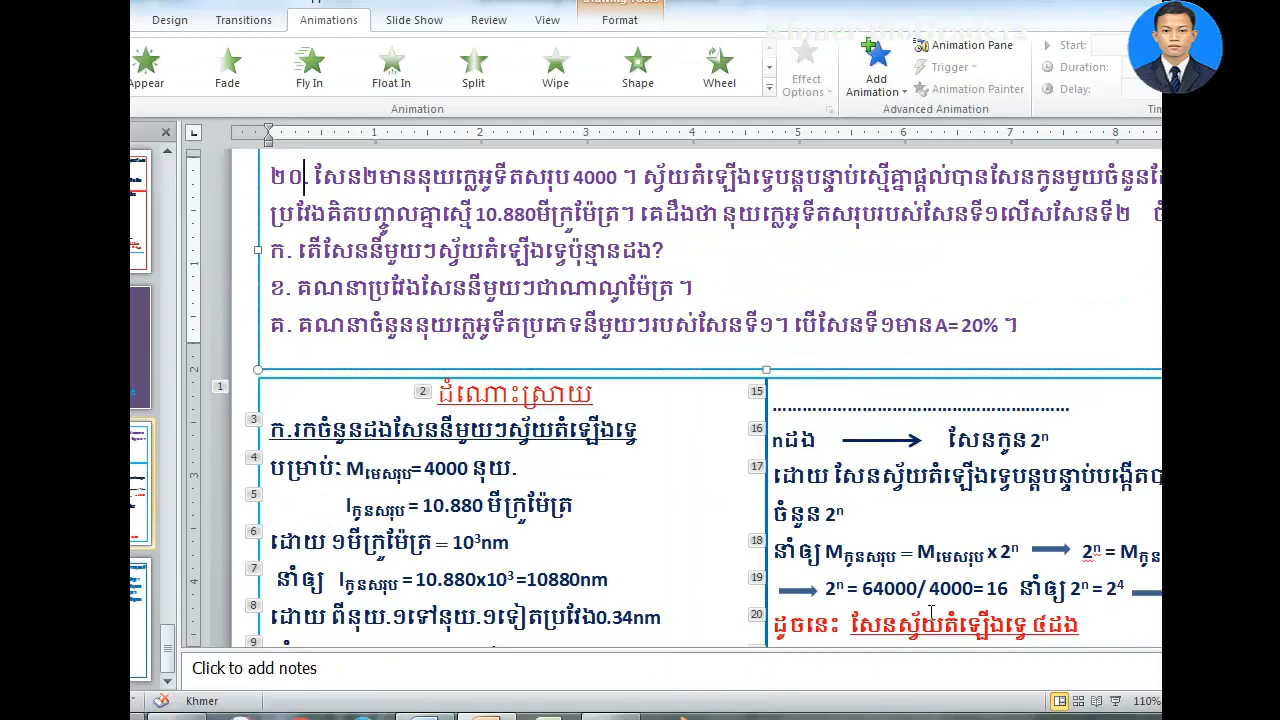 Design Transitions Animations Slide Show Review View Format
Appear Fade Fly In Float In Split Wipe Shape Wheel Effect Options Add Animation Animation Pane Trigger Animation Painter Start: Duration: Delay:
Animation Advanced Animation
1 2 3 4 5 6 7 8
២០. សែន២មាននុយក្លេអូទីតសរុប 4000 ។ ស្វ័យតំឡើងទ្វេបន្តបន្ទាប់ស្មើគ្នាផ្តល់បានសែនកូនមួយចំនួន
ប្រវែងគិតបញ្ចូលគ្នាស្មើ 10.880មីក្រូម៉ែត្រ។ គេដឹងថា នុយក្លេអូទីតសរុបរបស់សែនទី១លើសសែនទី២
ក. តើសែននីមួយៗស្វ័យតំឡើងទ្វេប៉ុន្មានដង?
ខ. គណនាប្រវែងសែននីមួយៗជាណាណូម៉ែត្រ ។
គ. គណនាចំនួននុយក្លេអូទីតប្រភេទនីមួយៗរបស់សែនទី១។ បើសែនទី១មានA= 20% ។
ដំណោះស្រាយ
ក.រកចំនួនដងសែននីមួយៗស្វ័យតំឡើងទ្វេ
បម្រាប់: Mមេសរុប= 4000 នុយ.
lកូនសរុប = 10.880 មីក្រូម៉ែត្រ
ដោយ ១មីក្រូម៉ែត្រ = 10³nm
នាំឲ្យ lកូនសរុប = 10.880x10³=10880nm
ដោយ ពីនុយ.១ទៅនុយ.១ទៀតប្រវែង0.34nm
........................................................
nដង ⟶ សែនកូន 2ⁿ
ដោយ សែនស្វ័យតំឡើងទ្វេបន្តបន្ទាប់បង្កើត
ចំនួន 2ⁿ
នាំឲ្យ Mកូនសរុប = Mមេសរុប x 2ⁿ ⟶ 2ⁿ = Mកូន
⟶ 2ⁿ = 64000/ 4000= 16 នាំឲ្យ 2ⁿ = 2⁴
ដូចនេះ សែនស្វ័យតំឡើងទ្វេ ៤ដង
Click to add notes
Khmer 110%